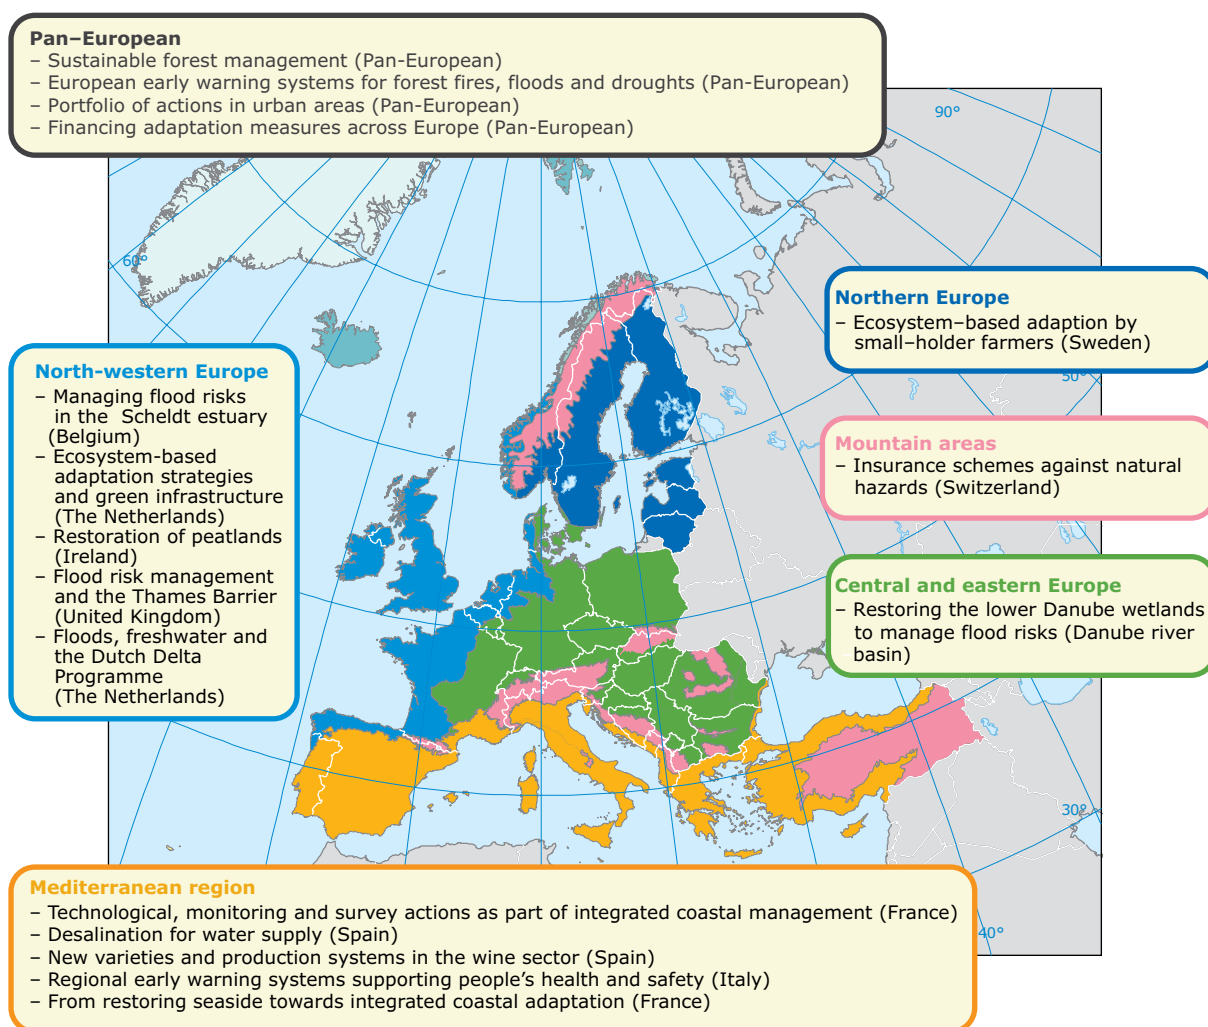 Pan–European
– Sustainable forest management (Pan-European)
– European early warning systems for forest fires, floods and droughts (Pan-European)
– Portfolio of actions in urban areas (Pan-European)
– Financing adaptation measures across Europe (Pan-European)
90°
60°
Northern Europe
– Ecosystem–based adaption by
small–holder farmers (Sweden)
50°
North-western Europe
– Managing flood risks
in the Scheldt estuary
(Belgium)
– Ecosystem-based
adaptation strategies
and green infrastructure
(The Netherlands)
– Restoration of peatlands
(Ireland)
– Flood risk management
and the Thames Barrier
(United Kingdom)
– Floods, freshwater and
the Dutch Delta
Programme
(The Netherlands)
Mountain areas
– Insurance schemes against natural
hazards (Switzerland)
Central and eastern Europe
– Restoring the lower Danube wetlands
to manage flood risks (Danube river
basin)
30°
40°
Mediterranean region
– Technological, monitoring and survey actions as part of integrated coastal management (France)
– Desalination for water supply (Spain)
– New varieties and production systems in the wine sector (Spain)
– Regional early warning systems supporting people’s health and safety (Italy)
– From restoring seaside towards integrated coastal adaptation (France)